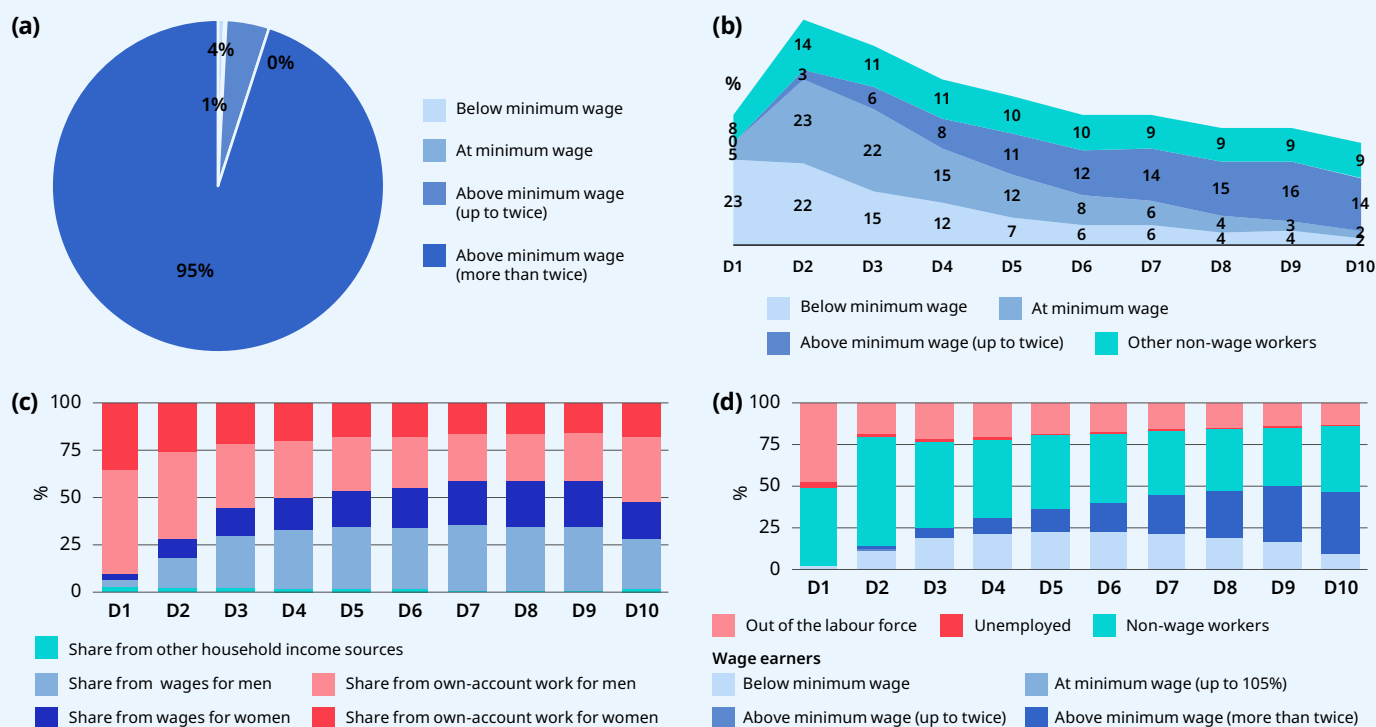 (a)
4%
0%
1%
95%
Below minimum wage
At minimum wage
Above minimum wage
(up to twice)
Above minimum wage
(more than twice)
(b)
%
14
3
23
22
11
6
22
15
11
8
15
12
10
11
12
7
10
12
8
6
9
14
6
6
9
15
4
4
9
16
3
4
9
14
2
2
8
0
5
23
D1 D2 D3 D4 D5 D6 D7 D8 D9 D10
Below minimum wage At minimum wage
Above minimum wage (up to twice) Other non-wage workers
(c)
%
100
75
50
25
0
D1 D2 D3 D4 D5 D6 D7 D8 D9 D10
Share from other household income sources
Share from wages for men Share from own-account work for men
Share from wages for women Share from own-account work for women
(d)
%
100
75
50
25
0
D1 D2 D3 D4 D5 D6 D7 D8 D9 D10
Out of the labour force Unemployed Non-wage workers
Wage earners
Below minimum wage At minimum wage (up to 105%)
Above minimum wage (up to twice) Above minimum wage (more than twice)